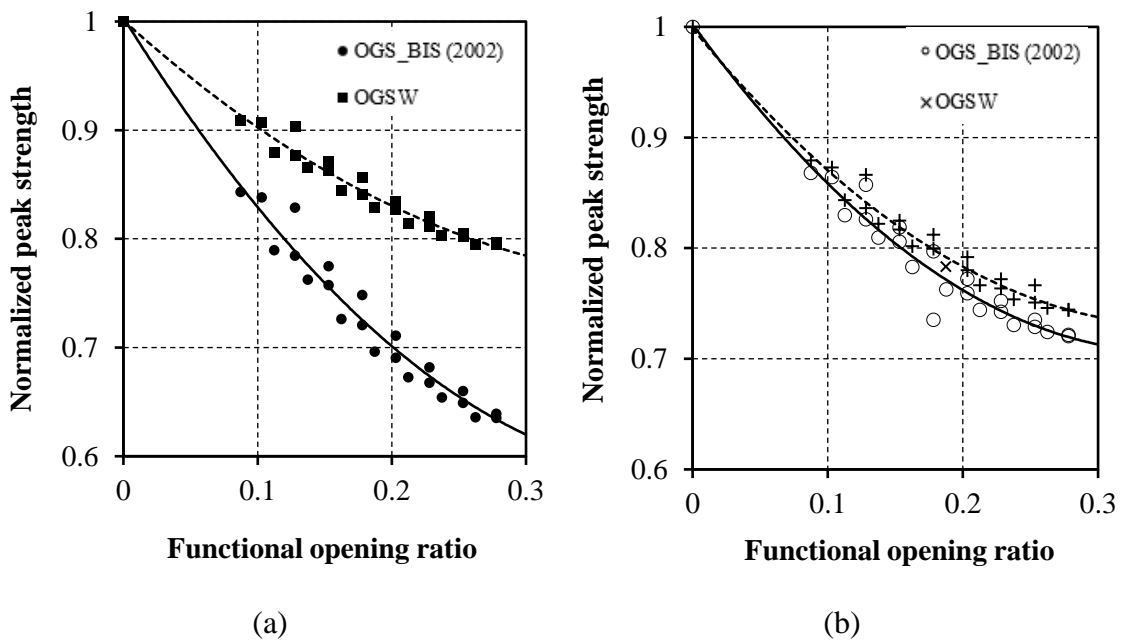 1
0.9
0.8
0.7
0.6
0
0.1
0.2
0.3
Normalized peak strength
Functional opening ratio
OGS_BIS (2002)
OGSW
(a)
1
0.9
0.8
0.7
0.6
0
0.1
0.2
0.3
Normalized peak strength
Functional opening ratio
OGS_BIS (2002)
OGSW
(b)